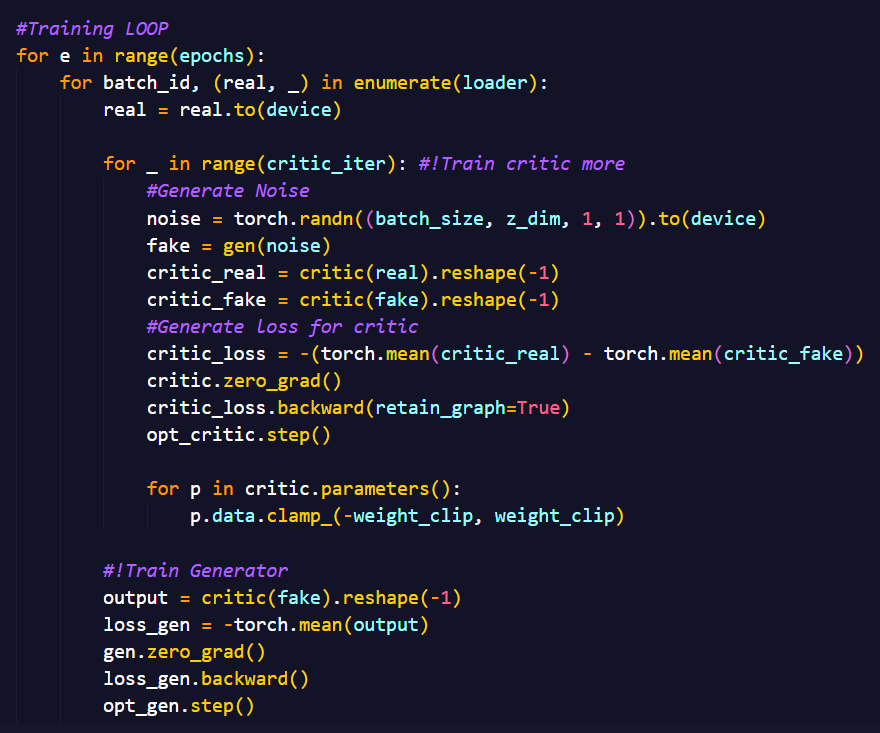 #Training LOOP
for e in range(epochs):
    for batch_id, (real, _) in enumerate(loader):
        real = real.to(device)

        for _ in range(critic_iter): #!Train critic more
            #Generate Noise
            noise = torch.randn((batch_size, z_dim, 1, 1)).to(device)
            fake = gen(noise)
            critic_real = critic(real).reshape(-1)
            critic_fake = critic(fake).reshape(-1)
            #Generate loss for critic
            critic_loss = -(torch.mean(critic_real) - torch.mean(critic_fake))
            critic.zero_grad()
            critic_loss.backward(retain_graph=True)
            opt_critic.step()

            for p in critic.parameters():
                p.data.clamp_(-weight_clip, weight_clip)

        #!Train Generator
        output = critic(fake).reshape(-1)
        loss_gen = -torch.mean(output)
        gen.zero_grad()
        loss_gen.backward()
        opt_gen.step()